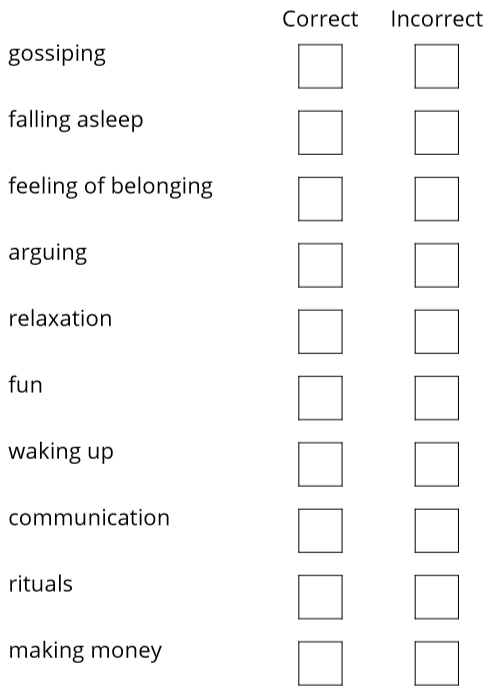 Correct Incorrect
gossiping
falling asleep
feeling of belonging
arguing
relaxation
fun
waking up
communication
rituals
making money